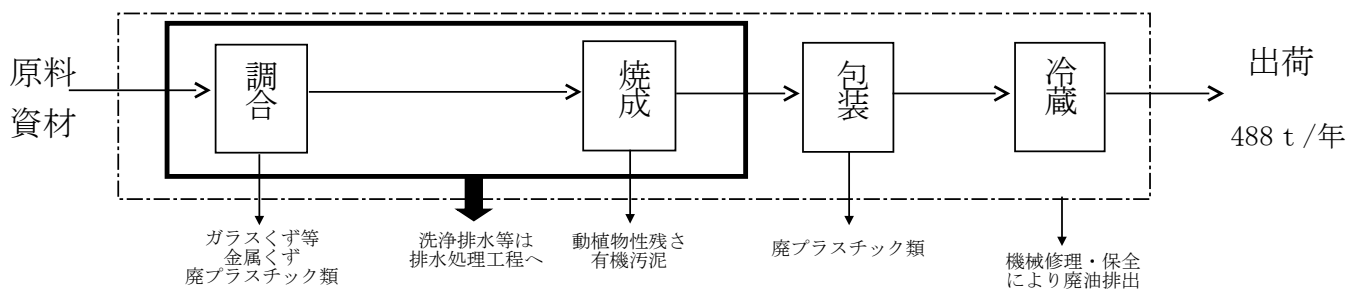 原料
資材
調合
焼成
包装
冷蔵
出荷
488 t /年
ガラスくず等
金属くず
廃プラスチック類
洗浄排水等は
排水処理工程へ
動植物性残さ
有機汚泥
廃プラスチック類
機械修理・保全
により廃油排出